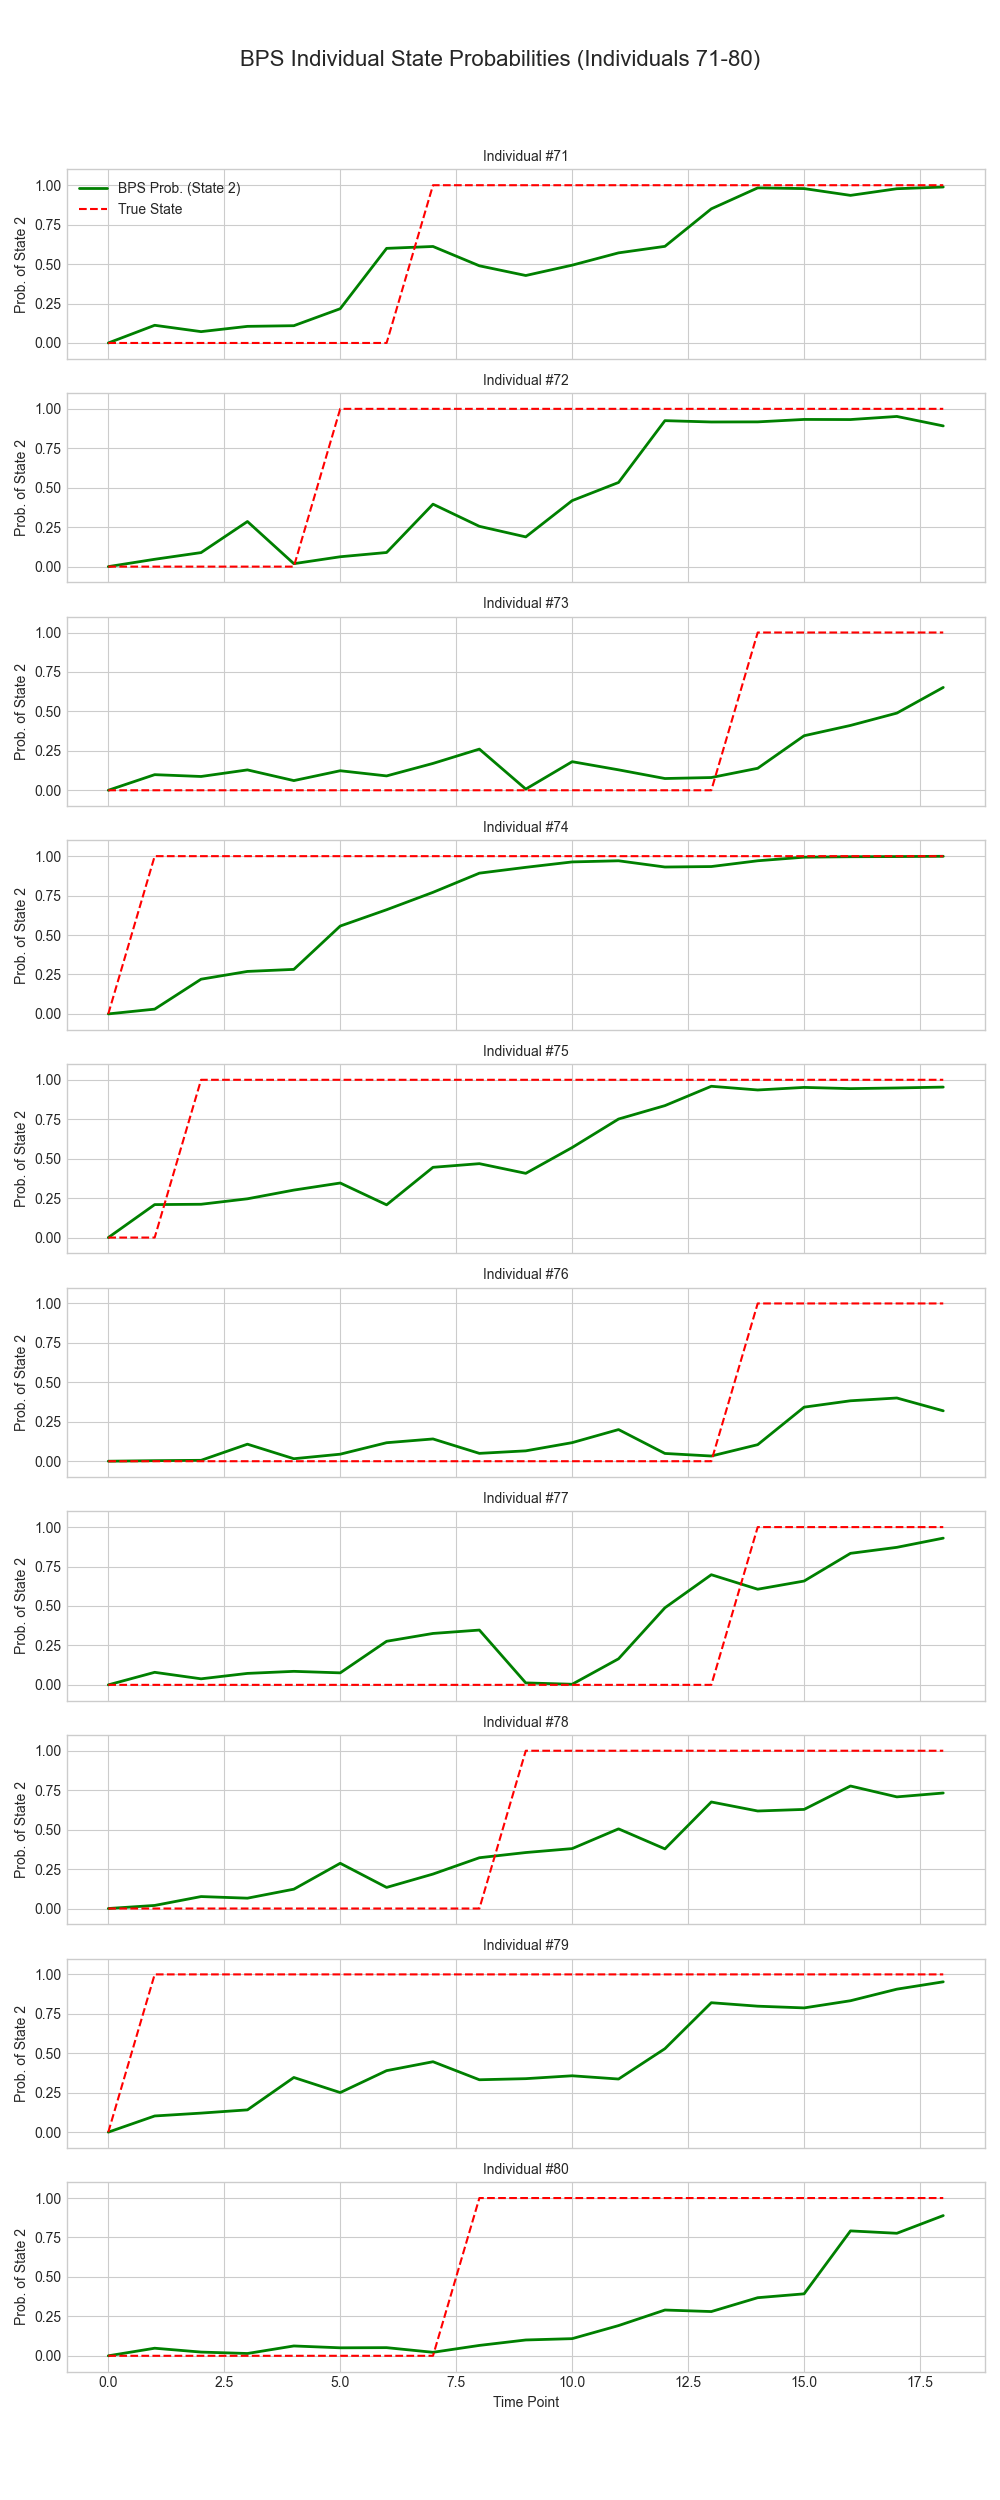 BPS Individual State Probabilities (Individuals 71-80)
Individual #71
BPS Prob. (State 2)
True State
Prob. of State 2
1.00
0.75
0.50
0.25
0.00
Individual #72
Prob. of State 2
1.00
0.75
0.50
0.25
0.00
Individual #73
Prob. of State 2
1.00
0.75
0.50
0.25
0.00
Individual #74
Prob. of State 2
1.00
0.75
0.50
0.25
0.00
Individual #75
Prob. of State 2
1.00
0.75
0.50
0.25
0.00
Individual #76
Prob. of State 2
1.00
0.75
0.50
0.25
0.00
Individual #77
Prob. of State 2
1.00
0.75
0.50
0.25
0.00
Individual #78
Prob. of State 2
1.00
0.75
0.50
0.25
0.00
Individual #79
Prob. of State 2
1.00
0.75
0.50
0.25
0.00
Individual #80
Prob. of State 2
1.00
0.75
0.50
0.25
0.00
0.0 2.5 5.0 7.5 10.0 12.5 15.0 17.5
Time Point